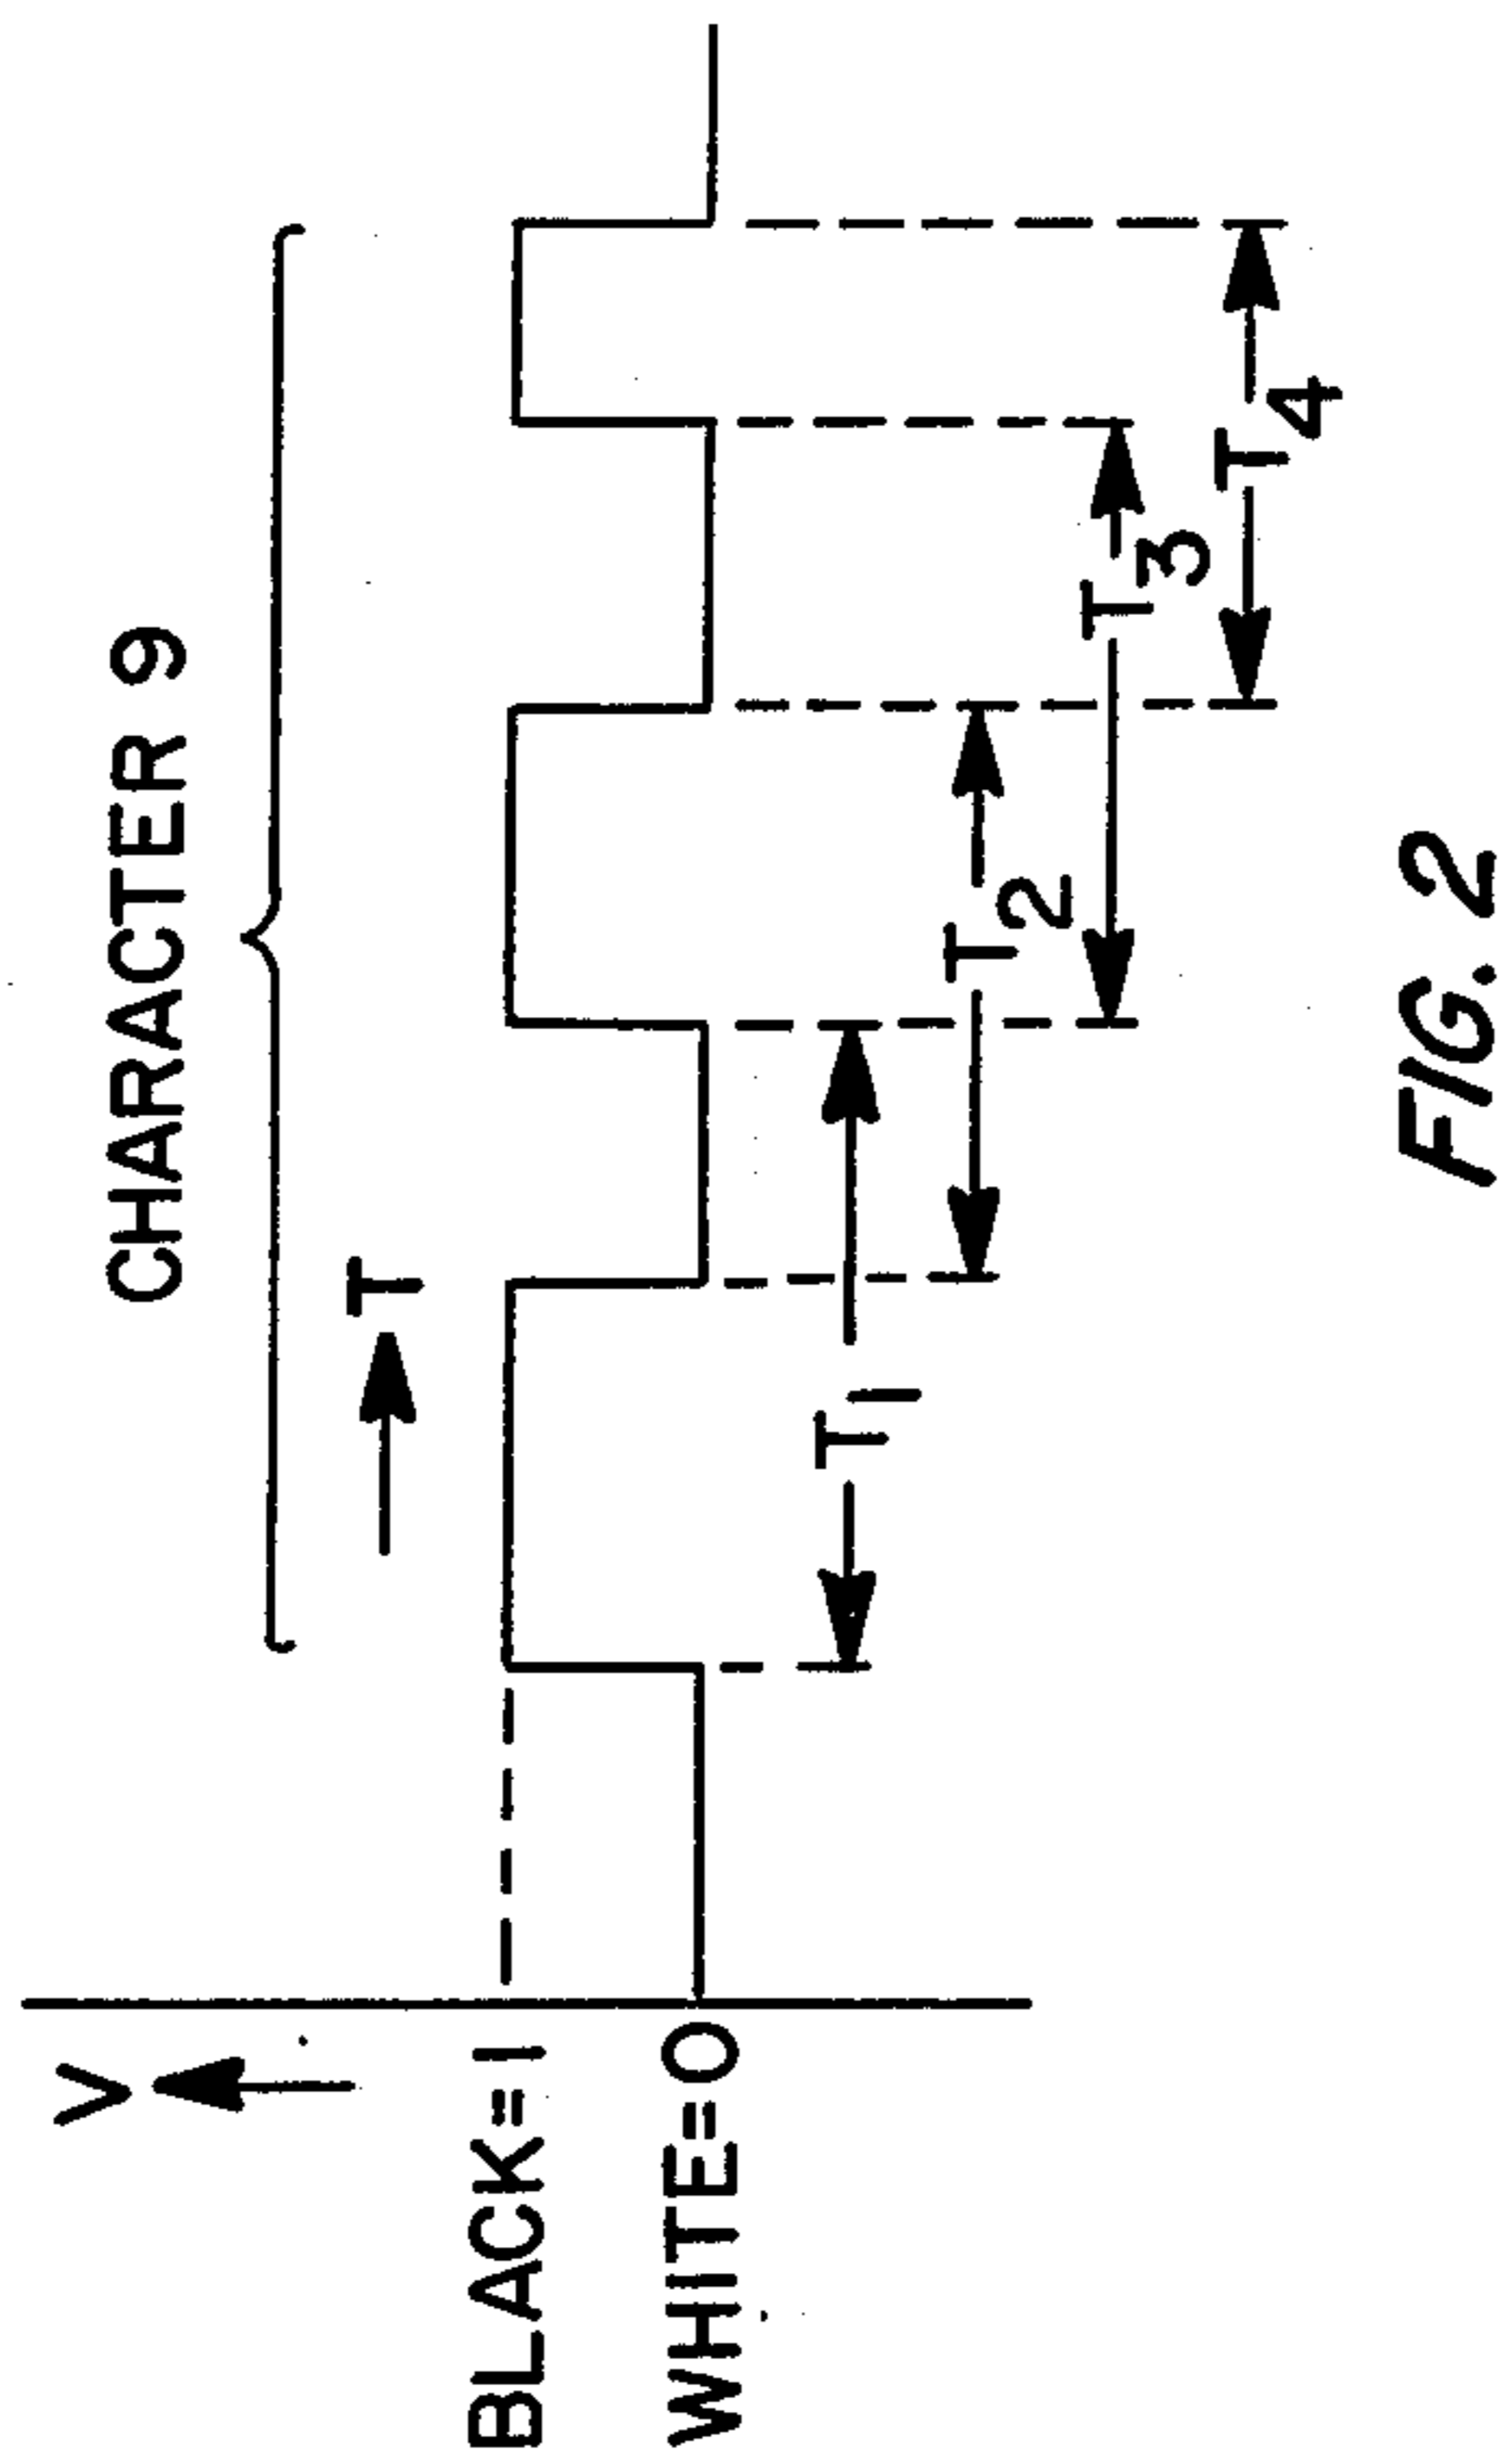 CHARACTER 9
V
T
BLACK=1
WHITE=0
T1
T2
T3
T4
FIG. 2